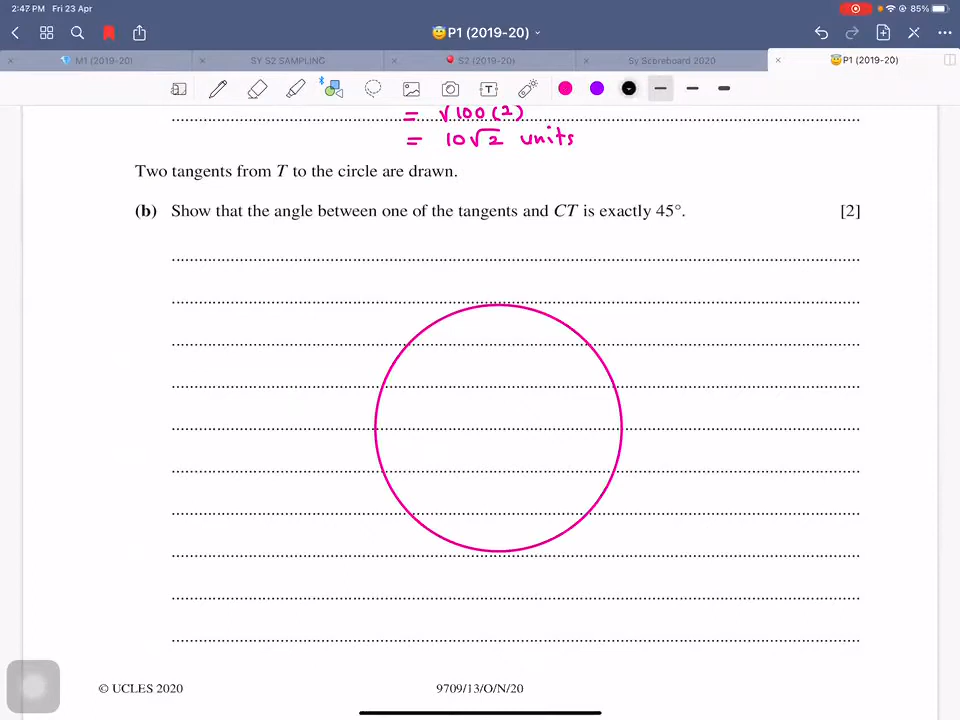 2:47 PM Fri 23 Apr
85%
P1 (2019-20)
M1 (2019-20)
SY S2 SAMPLING
S2 (2019-20)
Sy Scoreboard 2020
P1 (2019-20)
= √100(2)
= 10√2 units
Two tangents from T to the circle are drawn.
(b) Show that the angle between one of the tangents and CT is exactly 45°. [2]
© UCLES 2020
9709/13/O/N/20